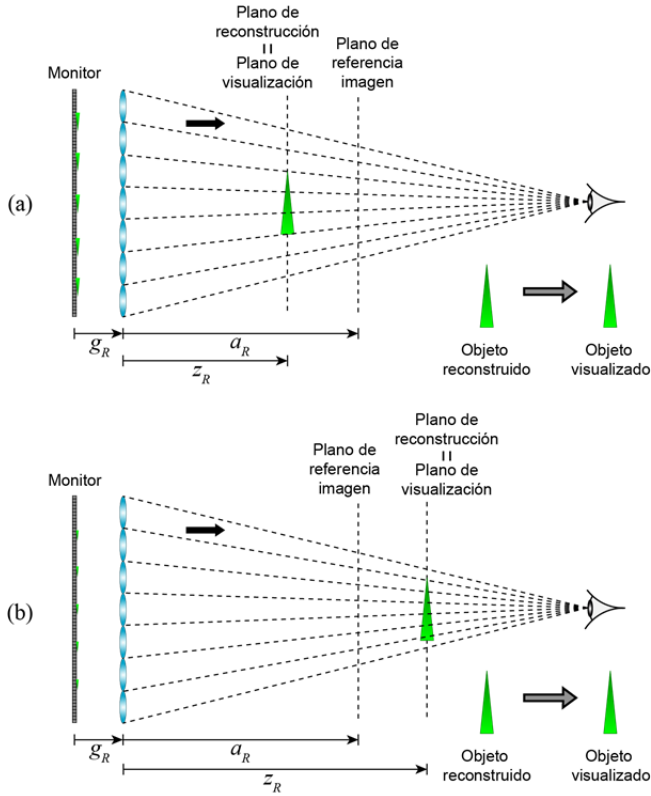 Plano de
reconstrucción
=
Plano de
visualización
Plano de
referencia
imagen
Monitor
(a)
g_R
a_R
z_R
Objeto
reconstruido
Objeto
visualizado
Plano de
referencia
imagen
Plano de
reconstrucción
=
Plano de
visualización
Monitor
(b)
g_R
a_R
z_R
Objeto
reconstruido
Objeto
visualizado